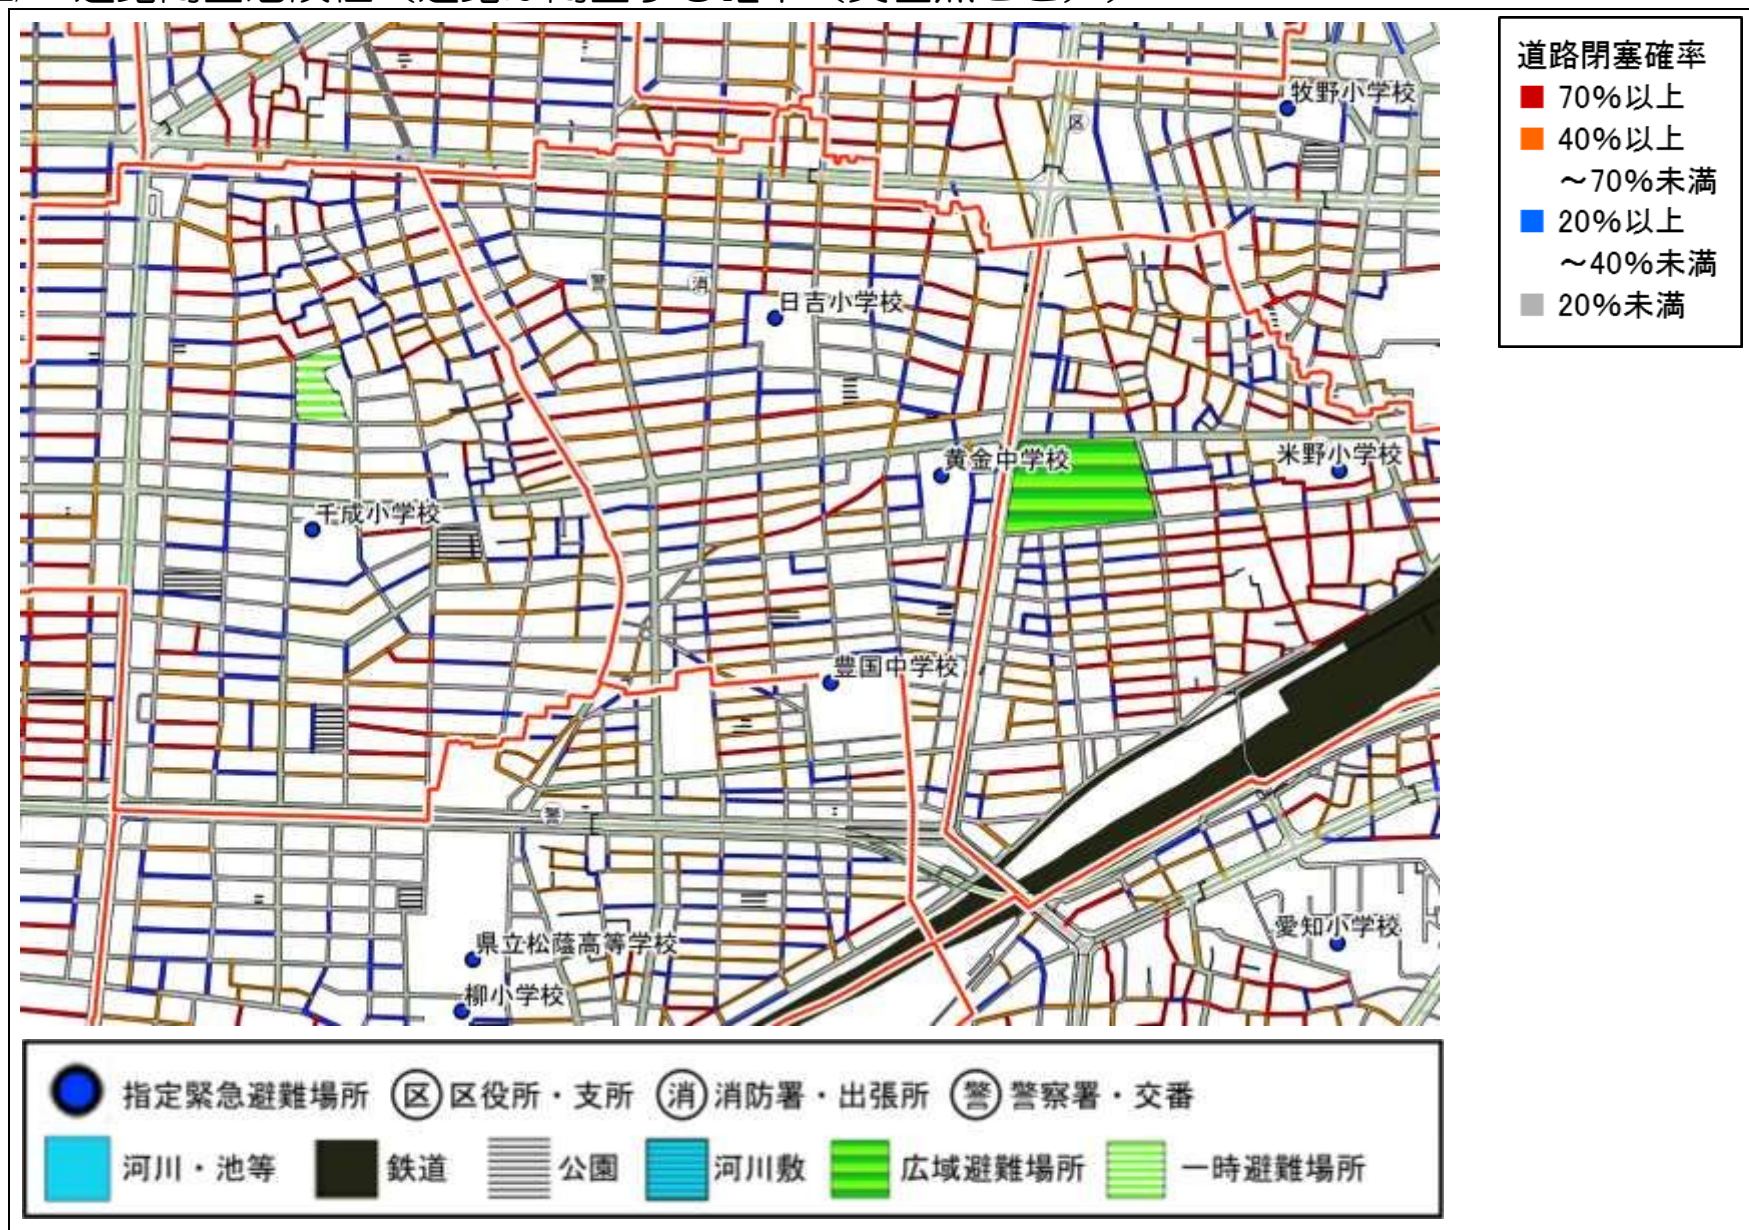 道路閉塞確率
70%以上
40%以上
～70%未満
20%以上
～40%未満
20%未満
牧野小学校
区
警
消
日吉小学校
黄金中学校
米野小学校
千成小学校
豊国中学校
警
愛知小学校
県立松蔭高等学校
柳小学校
指定緊急避難場所 区 区役所・支所 消 消防署・出張所 警 警察署・交番
河川・池等 鉄道 公園 河川敷 広域避難場所 一時避難場所